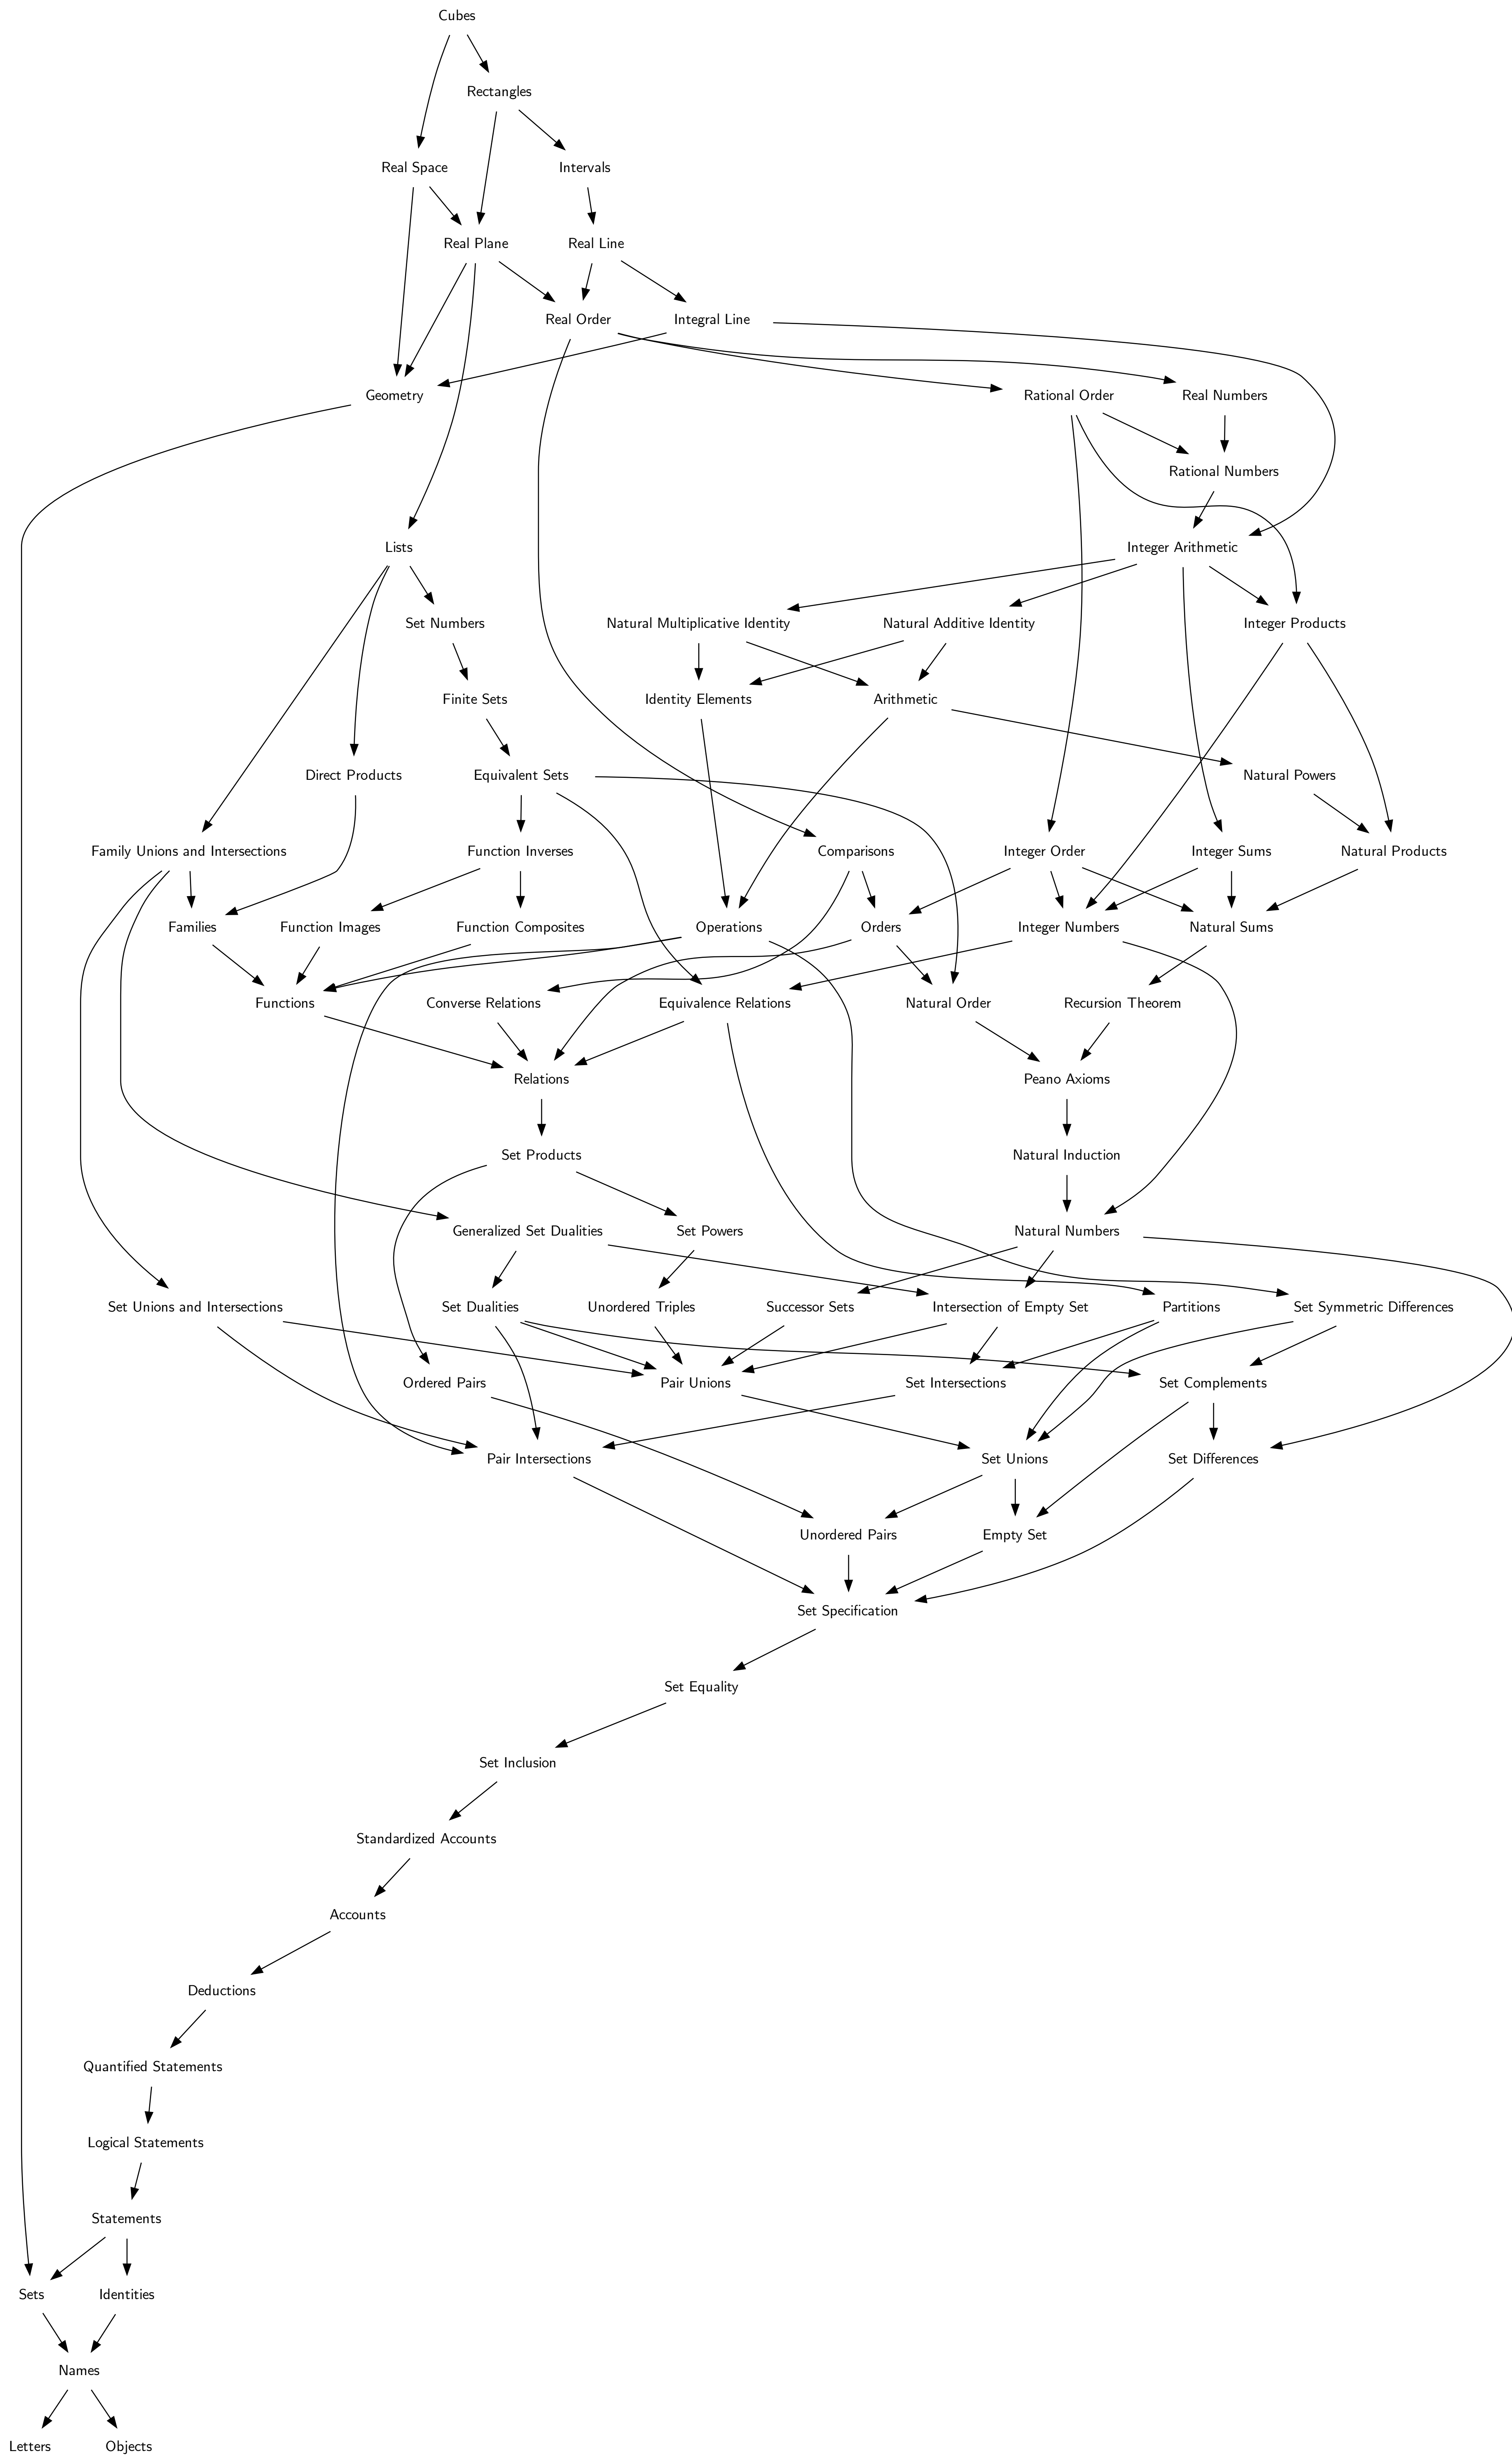 Cubes
Rectangles
Real Space
Intervals
Real Plane
Real Line
Real Order
Integral Line
Geometry
Rational Order
Real Numbers
Rational Numbers
Lists
Integer Arithmetic
Set Numbers
Natural Multiplicative Identity
Natural Additive Identity
Integer Products
Finite Sets
Identity Elements
Arithmetic
Direct Products
Equivalent Sets
Natural Powers
Family Unions and Intersections
Function Inverses
Comparisons
Integer Order
Integer Sums
Natural Products
Families
Function Images
Function Composites
Operations
Orders
Integer Numbers
Natural Sums
Functions
Converse Relations
Equivalence Relations
Natural Order
Recursion Theorem
Relations
Peano Axioms
Set Products
Natural Induction
Generalized Set Dualities
Set Powers
Natural Numbers
Set Unions and Intersections
Set Dualities
Unordered Triples
Successor Sets
Intersection of Empty Set
Partitions
Set Symmetric Differences
Ordered Pairs
Pair Unions
Set Intersections
Set Complements
Pair Intersections
Set Unions
Set Differences
Unordered Pairs
Empty Set
Set Specification
Set Equality
Set Inclusion
Standardized Accounts
Accounts
Deductions
Quantified Statements
Logical Statements
Statements
Sets
Identities
Names
Letters
Objects